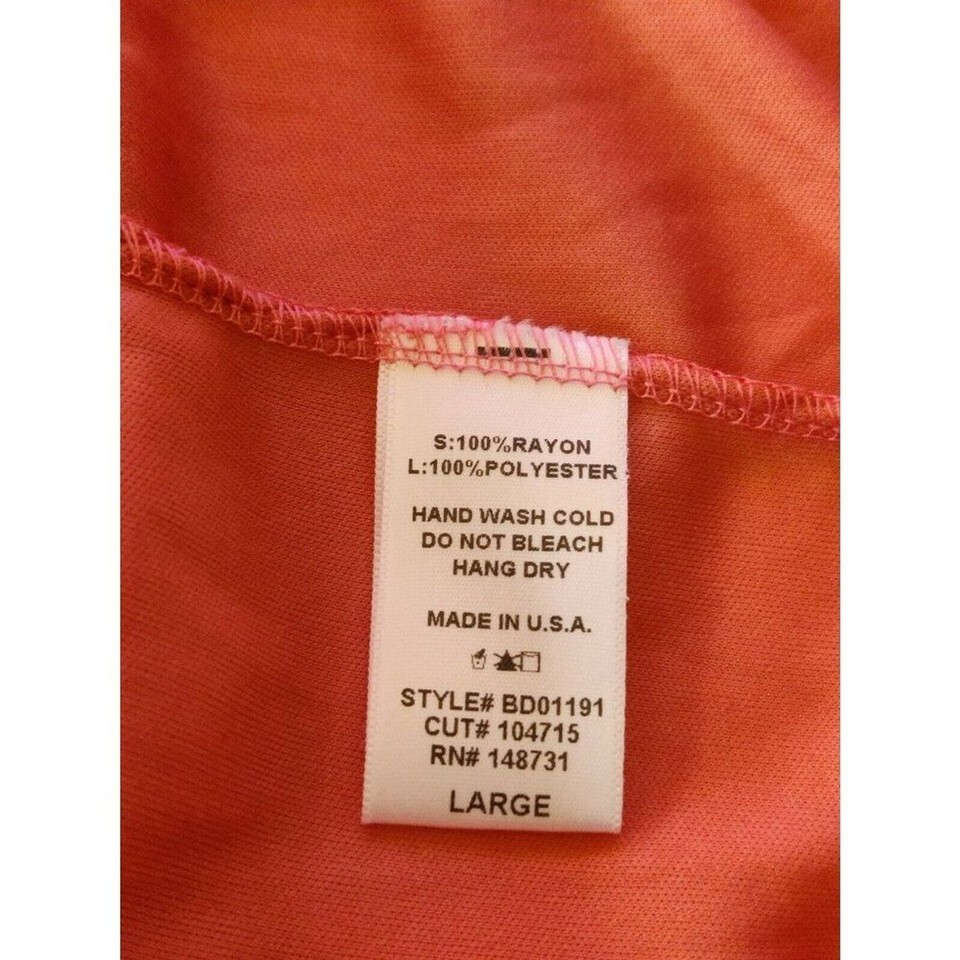 S:100%RAYON
L:100%POLYESTER
HAND WASH COLD
DO NOT BLEACH
HANG DRY
MADE IN U.S.A.
STYLE# BD01191
CUT# 104715
RN# 148731
LARGE